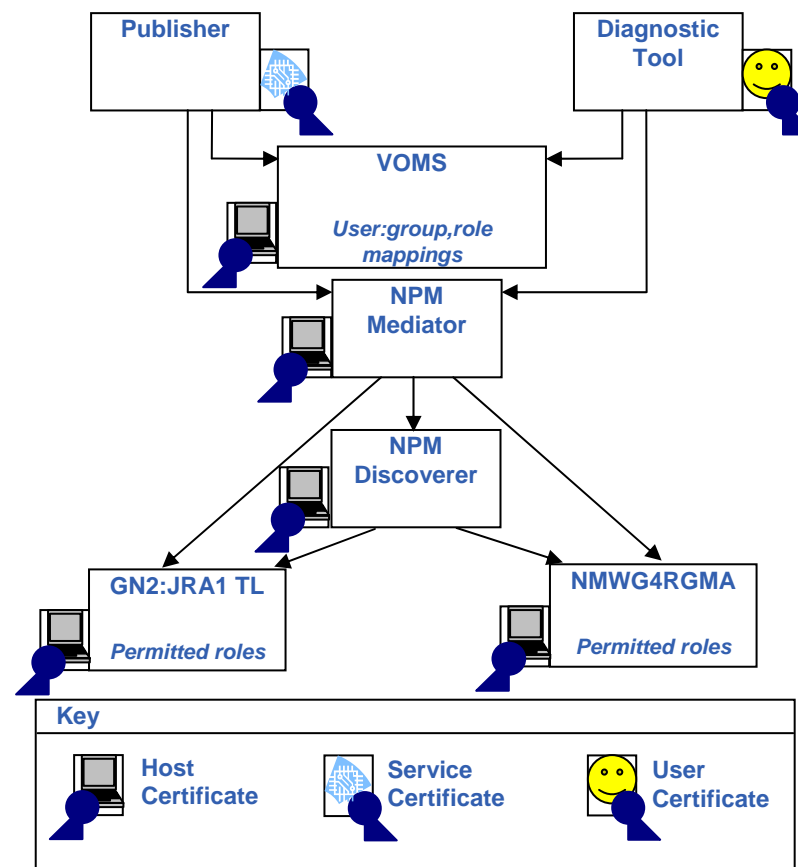 Publisher
Diagnostic
Tool
VOMS
User:group,role
mappings
NPM
Mediator
NPM
Discoverer
GN2:JRA1 TL
Permitted roles
NMWG4RGMA
Permitted roles
Key
Host
Certificate
Service
Certificate
User
Certificate